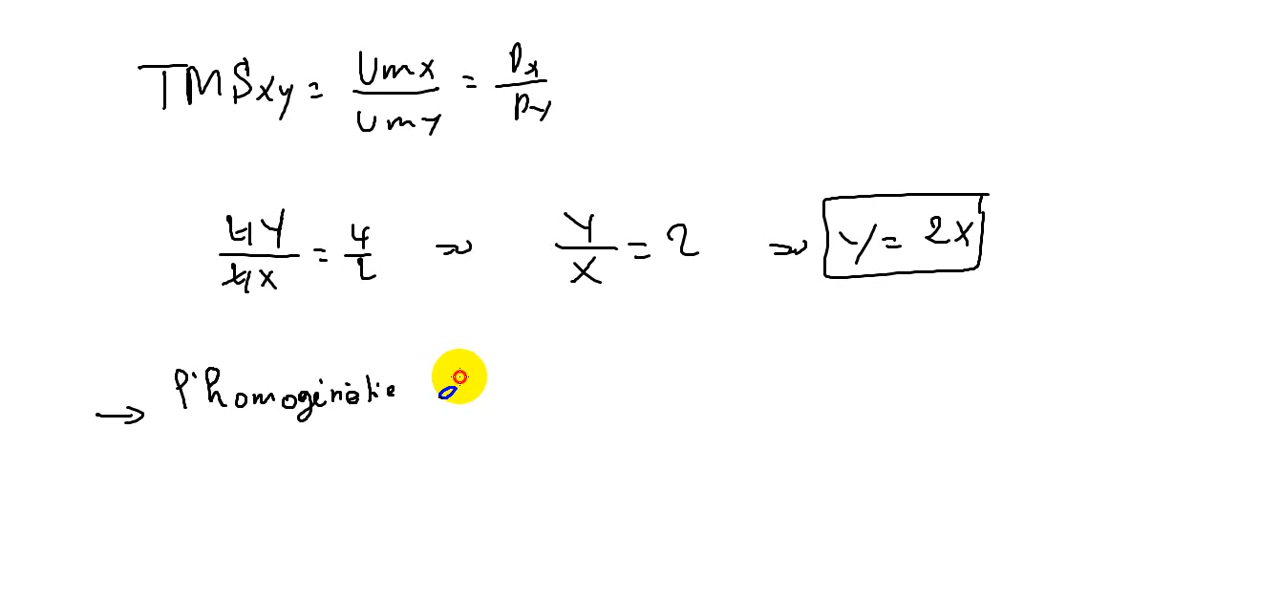 TMSxy = Umx / Umy = Px / Py
4Y / 4X = 4 / 2 => Y / X = 2 => Y = 2X
→ l'homogénéité